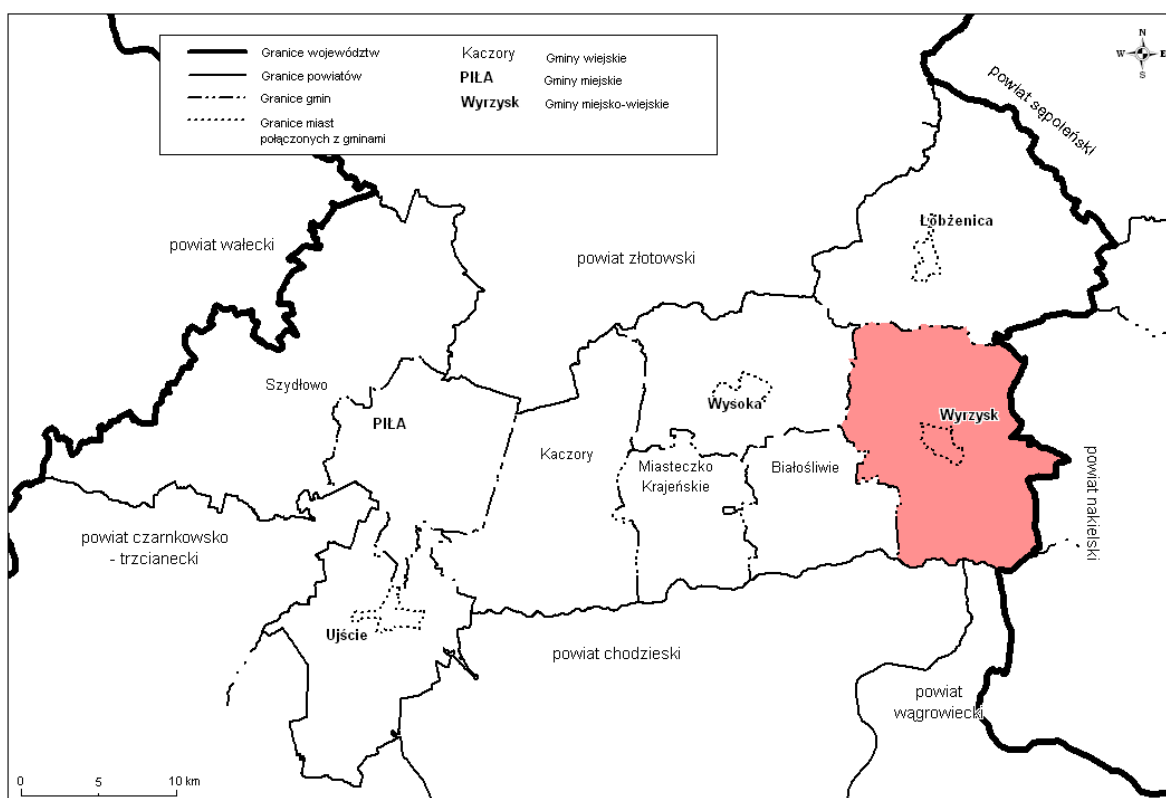 Granice województw
Granice powiatów
Granice gmin
Granice miast
połączonych z gminami
Kaczory
Gminy wiejskie
PIŁA
Gminy miejskie
Wyrzysk
Gminy miejsko-wiejskie
N
W
E
S
powiat sępoleński
Łobżenica
powiat wałecki
powiat złotowski
Szydłowo
PIŁA
Wysoka
Wyrzysk
Kaczory
Miasteczko
Krajeńskie
Białośliwie
powiat nakielski
powiat czarnkowsko
- trzcianecki
Ujście
powiat chodzieski
powiat
wągrowiecki
0
5
10 km